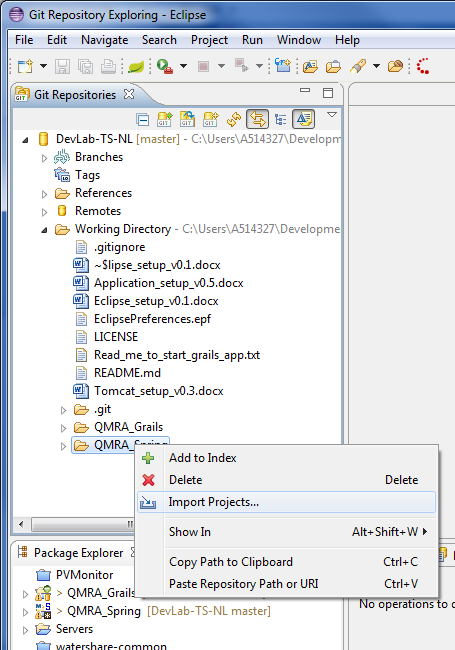 Git Repository Exploring - Eclipse
File Edit Navigate Search Project Run Window Help
Git Repositories
DevLab-TS-NL [master] - C:\Users\A514327\Developm
Branches
Tags
References
Remotes
Working Directory - C:\Users\A514327\Developme
.gitignore
~$lipse_setup_v0.1.docx
Application_setup_v0.5.docx
Eclipse_setup_v0.1.docx
EclipsePreferences.epf
LICENSE
Read_me_to_start_grails_app.txt
README.md
Tomcat_setup_v0.3.docx
.git
QMRA_Grails
QMRA_Spring
Add to Index
Delete Delete
Import Projects...
Show In Alt+Shift+W
Copy Path to Clipboard Ctrl+C
Paste Repository Path or URI Ctrl+V
Package Explorer
PVMonitor
> QMRA_Grails
> QMRA_Spring [DevLab-TS-NL master]
Servers
watershare-common
No operations to